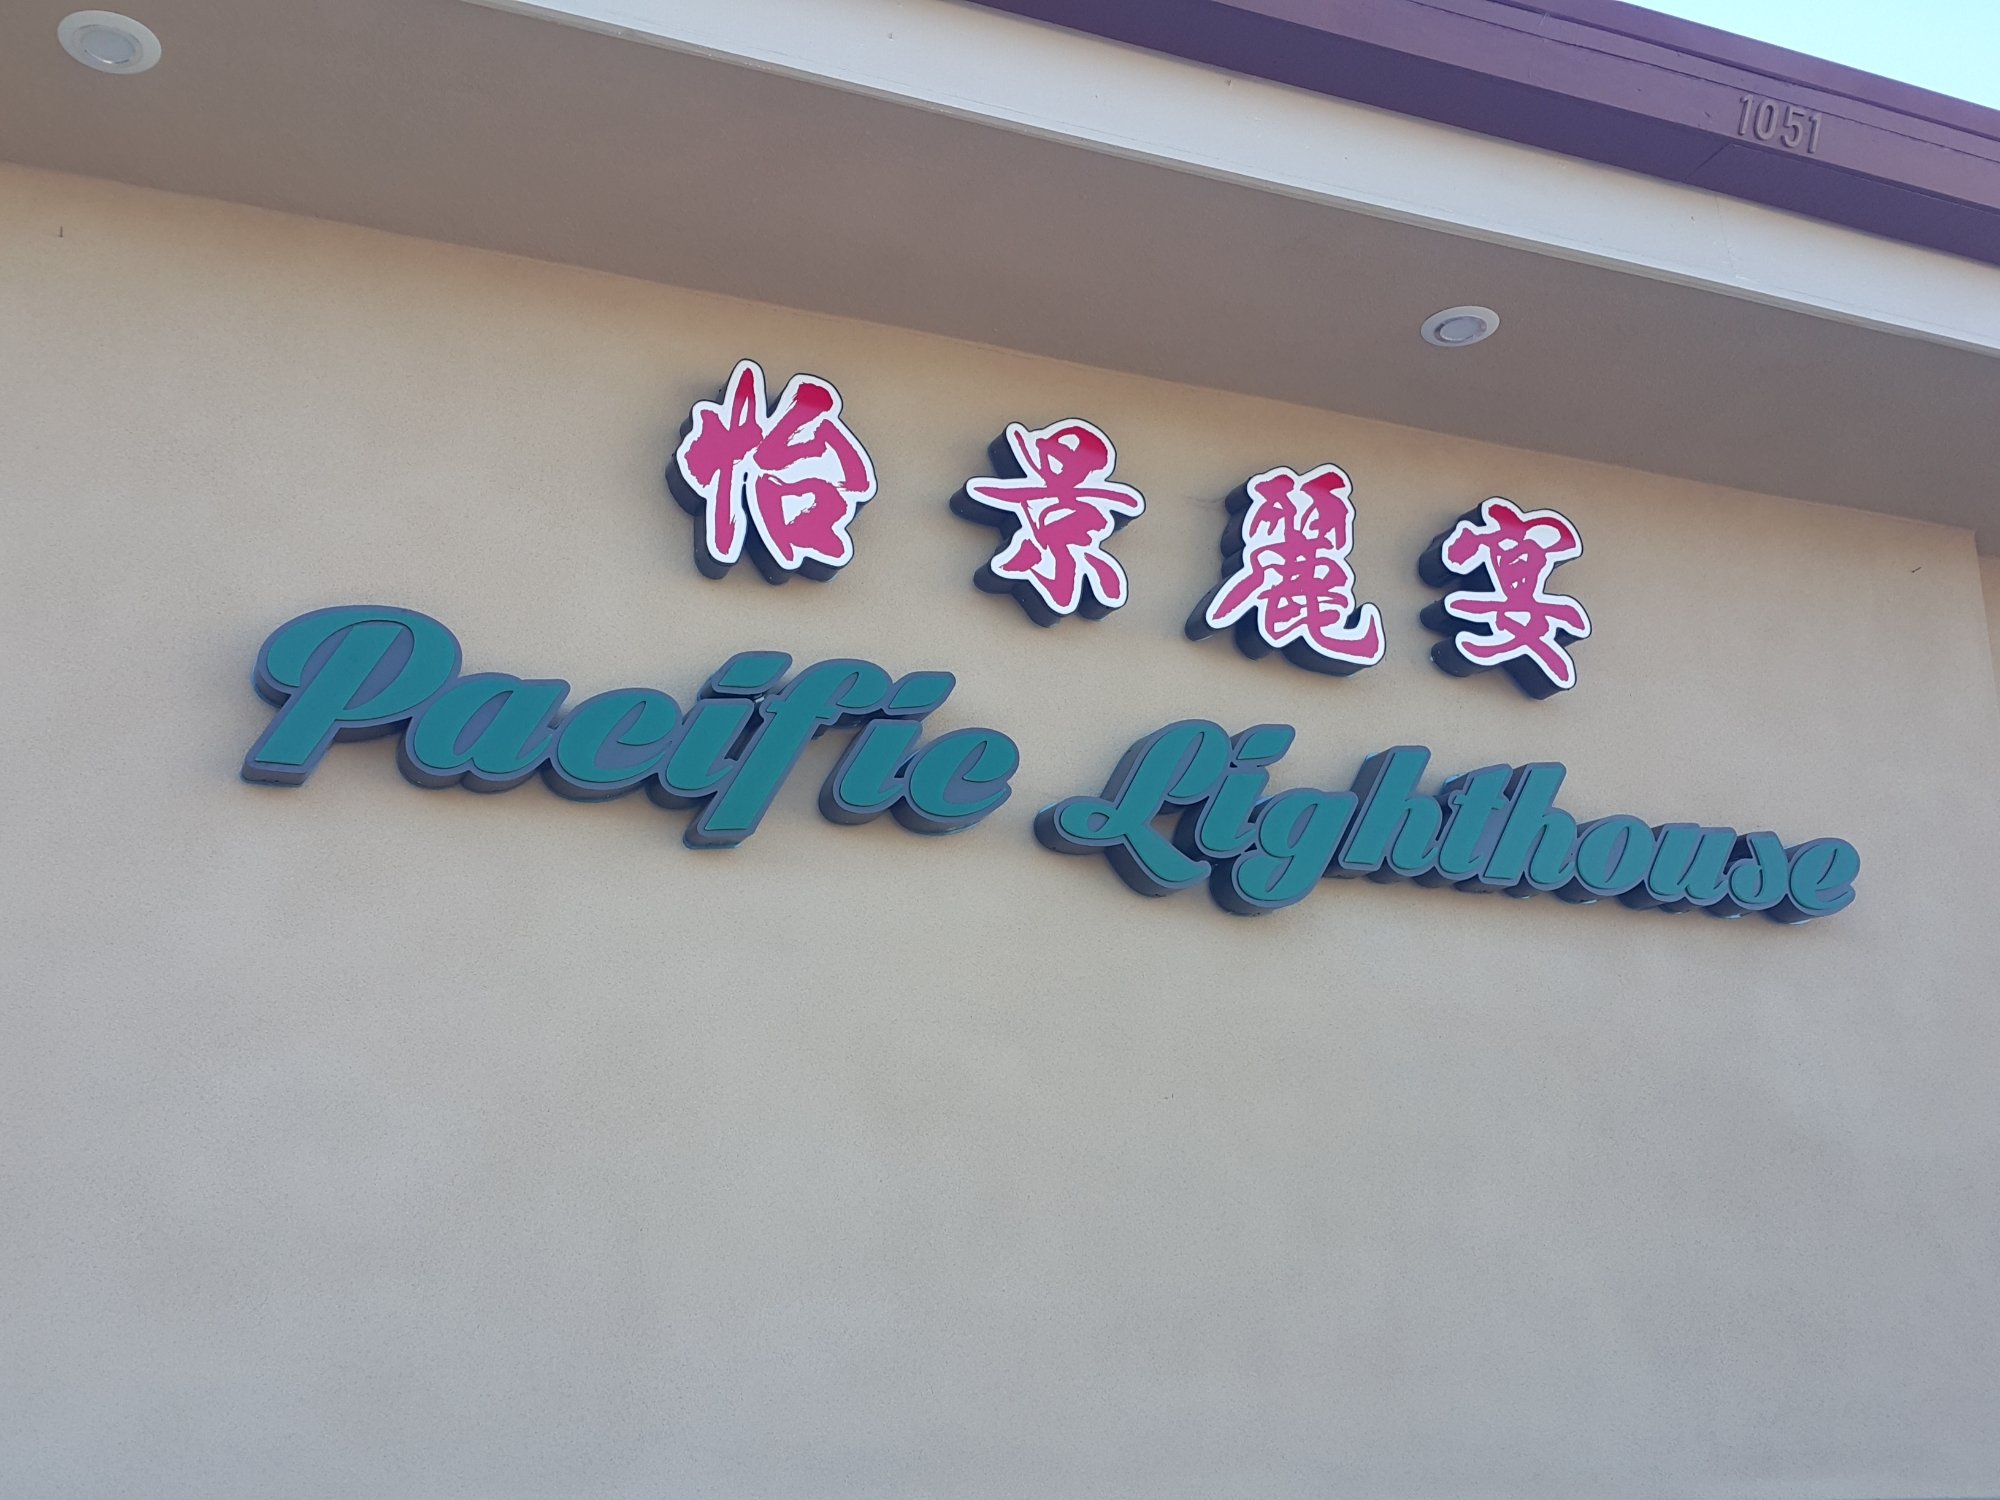 1051
怡景麗宴
Pacific Lighthouse